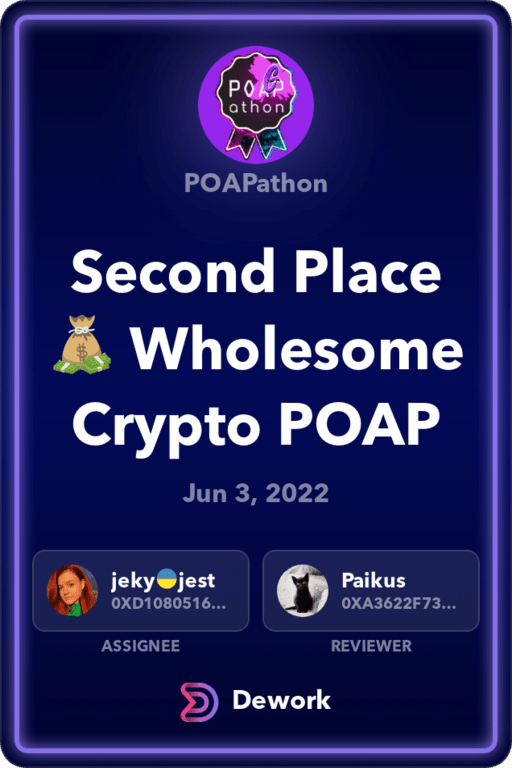 POAP
athon
POAPathon
Second Place
💰 Wholesome
Crypto POAP
Jun 3, 2022
jeky🇺🇦jest
0XD1080516...
ASSIGNEE
Paikus
0XA3622F73...
REVIEWER
Dework